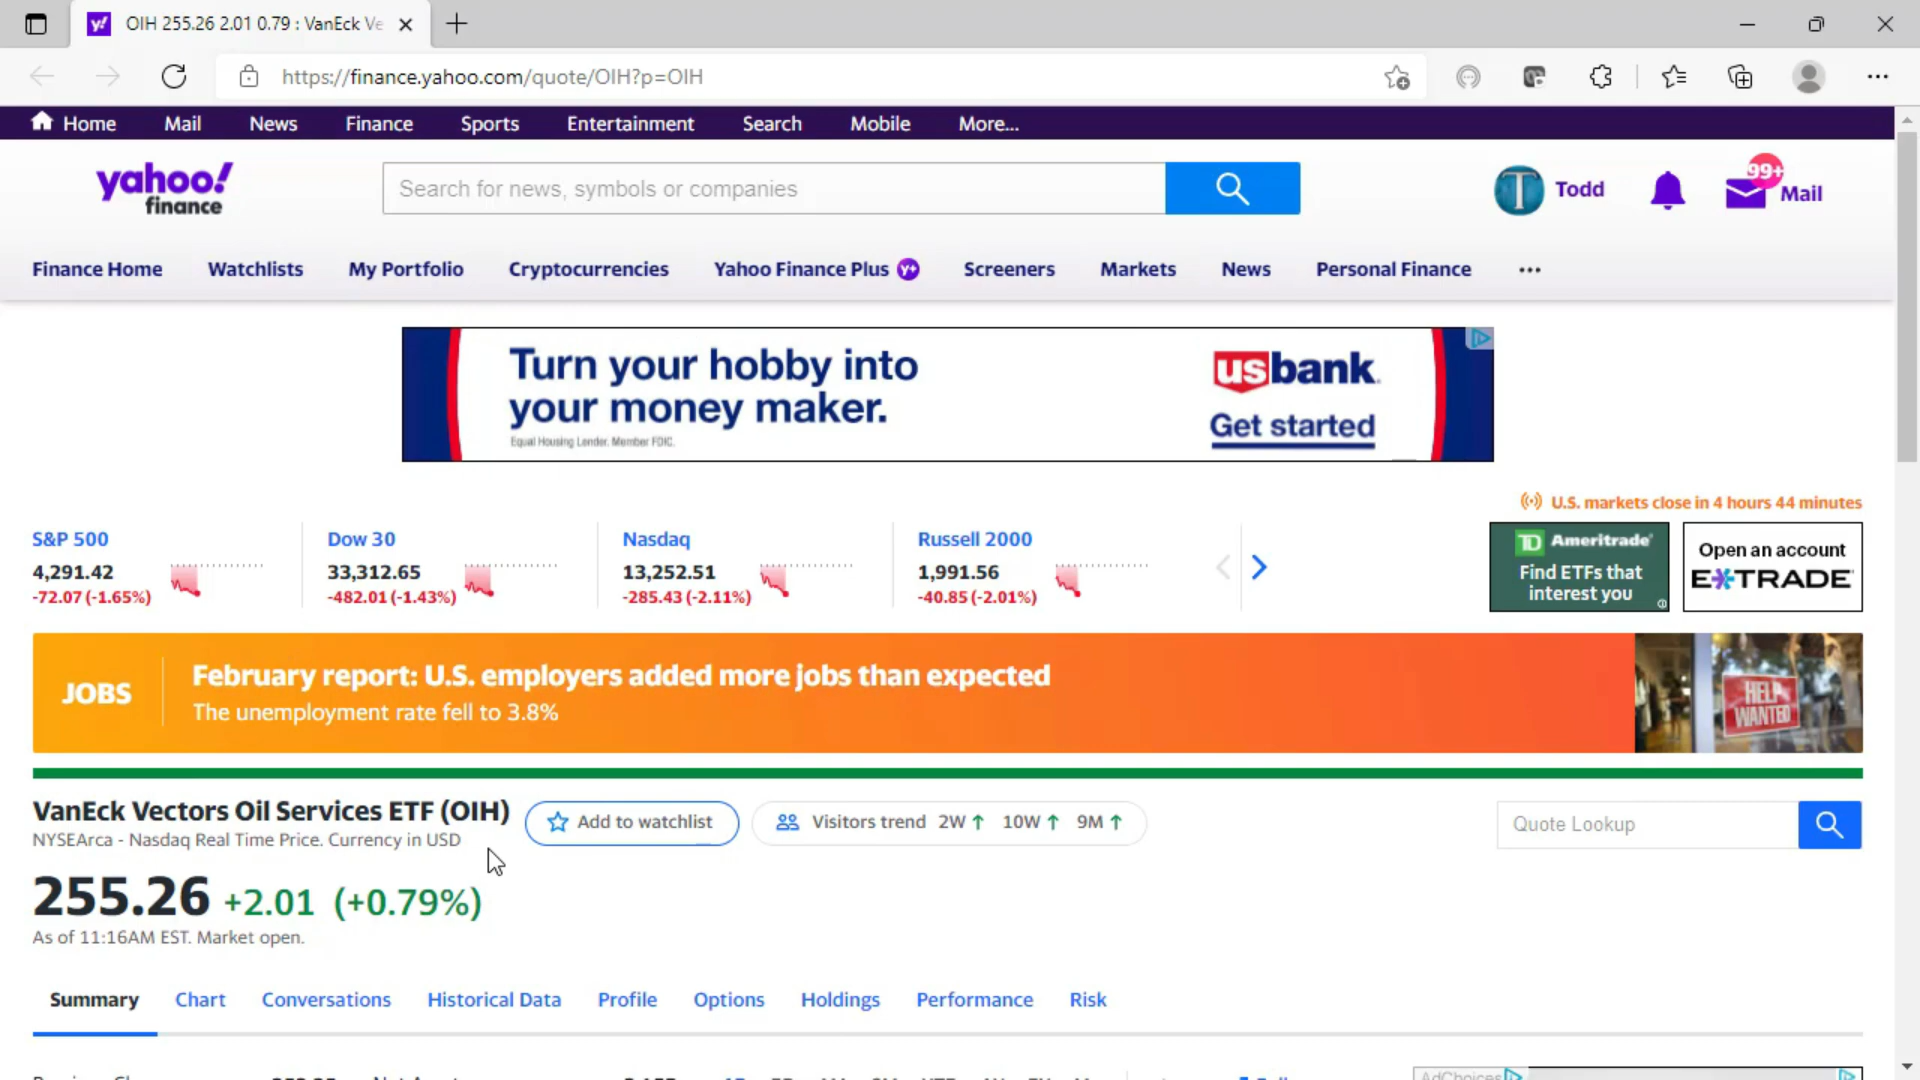 OIH 255.26 2.01 0.79 : VanEck Ve
https://finance.yahoo.com/quote/OIH?p=OIH
Home Mail News Finance Sports Entertainment Search Mobile More...
yahoo!
finance
Search for news, symbols or companies
T Todd
99+
Mail
Finance Home Watchlists My Portfolio Cryptocurrencies Yahoo Finance Plus Y+ Screeners Markets News Personal Finance
Turn your hobby into
your money maker.
Equal Housing Lender. Member FDIC.
usbank
Get started
U.S. markets close in 4 hours 44 minutes
S&P 500
4,291.42
-72.07 (-1.65%)
Dow 30
33,312.65
-482.01 (-1.43%)
Nasdaq
13,252.51
-285.43 (-2.11%)
Russell 2000
1,991.56
-40.85 (-2.01%)
TD Ameritrade
Find ETFs that
interest you
Open an account
E*TRADE
JOBS
February report: U.S. employers added more jobs than expected
The unemployment rate fell to 3.8%
HELP
WANTED
VanEck Vectors Oil Services ETF (OIH)
NYSEArca - Nasdaq Real Time Price. Currency in USD
Add to watchlist
Visitors trend 2W ↑ 10W ↑ 9M ↑
Quote Lookup
255.26 +2.01 (+0.79%)
As of 11:16AM EST. Market open.
Summary Chart Conversations Historical Data Profile Options Holdings Performance Risk
AdChoices